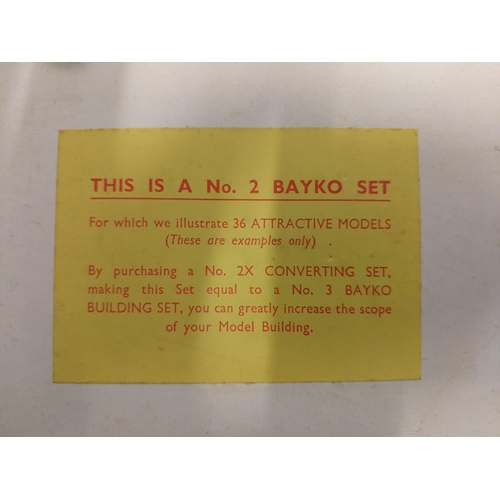 THIS IS A No. 2 BAYKO SET
For which we illustrate 36 ATTRACTIVE MODELS
(These are examples only)
By purchasing a No. 2X CONVERTING SET,
making this Set equal to a No. 3 BAYKO
BUILDING SET, you can greatly increase the scope
of your Model Building.